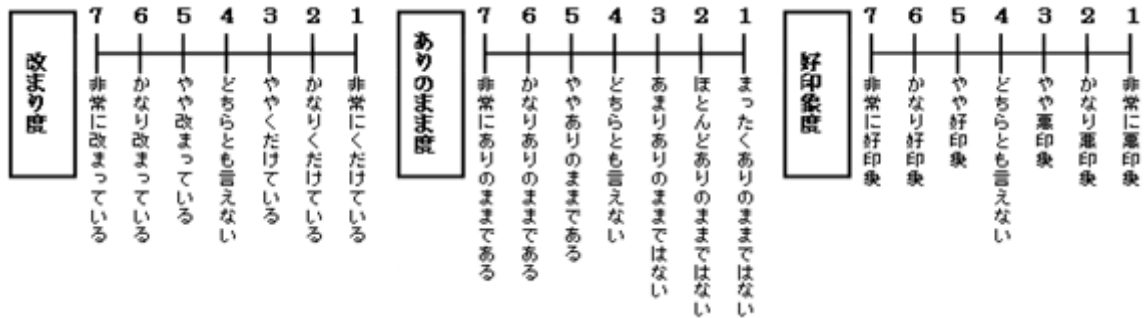 改まり度
7 6 5 4 3 2 1
非常に改まっている
かなり改まっている
やや改まっている
どちらとも言えない
ややくだけている
かなりくだけている
非常にくだけている
ありのまま度
7 6 5 4 3 2 1
非常にありのままである
かなりありのままである
ややありのままである
どちらとも言えない
あまりありのままではない
ほとんどありのままではない
まったくありのままではない
好印象度
7 6 5 4 3 2 1
非常に好印象
かなり好印象
やや好印象
どちらとも言えない
やや悪印象
かなり悪印象
非常に悪印象